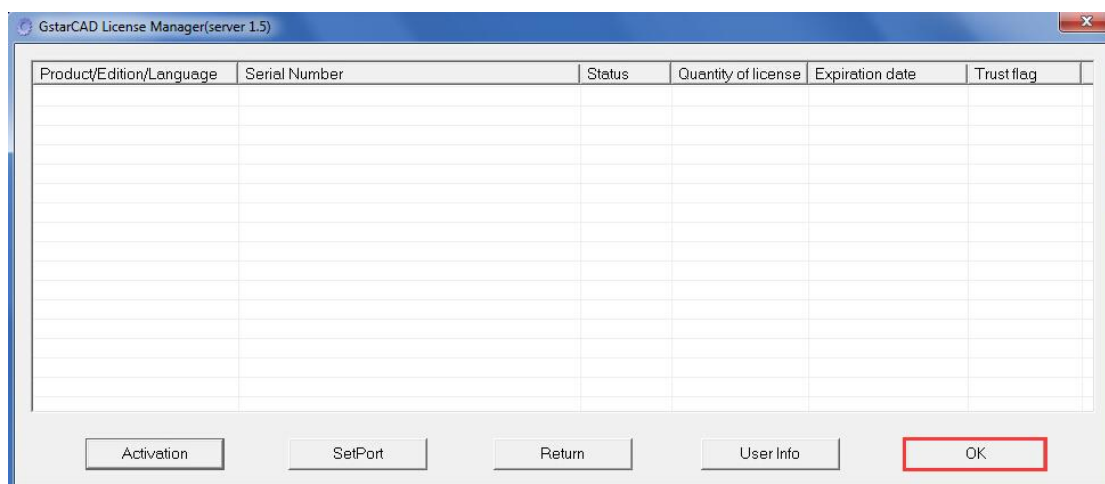 GstarCAD License Manager(server 1.5)
Product/Edition/Language Serial Number Status Quantity of license Expiration date Trust flag
Activation SetPort Return User Info OK